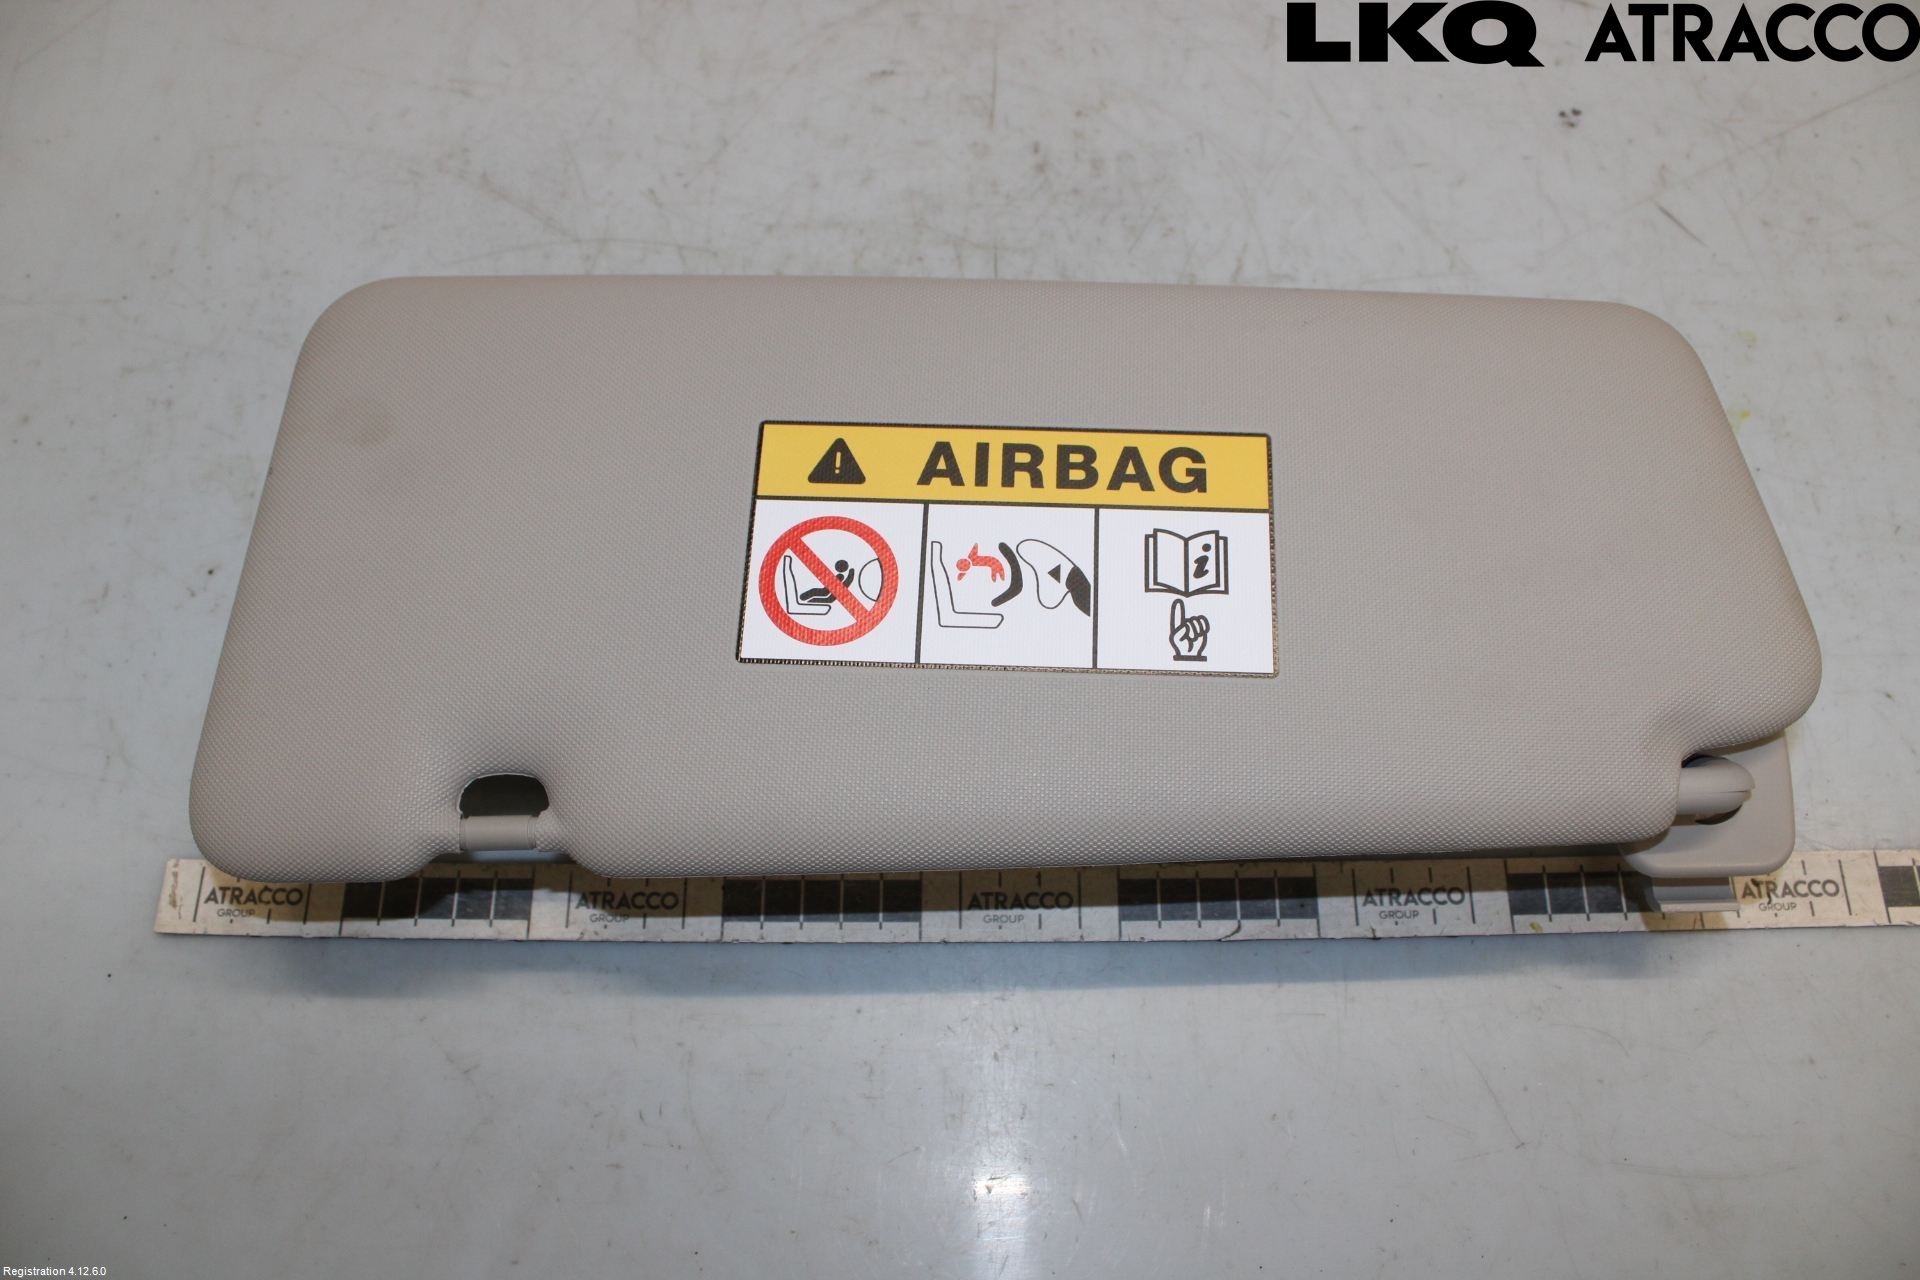 LKQ ATRACCO
AIRBAG
i
ATRACCO
GROUP
ATRACCO
GROUP
ATRACCO
GROUP
ATRACCO
GROUP
ATRACCO
GROUP
Registration 4.12.6.0